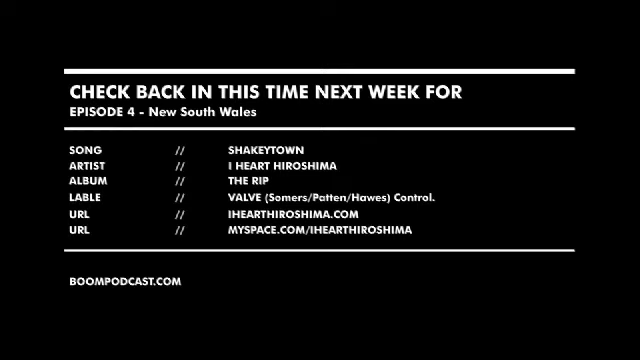 CHECK BACK IN THIS TIME NEXT WEEK FOR
EPISODE 4 - New South Wales
SONG // SHAKEYTOWN
ARTIST // I HEART HIROSHIMA
ALBUM // THE RIP
LABLE // VALVE (Somers/Patten/Hawes) Control.
URL // IHEARTHIROSHIMA.COM
URL // MYSPACE.COM/IHEARTHIROSHIMA
BOOMPODCAST.COM